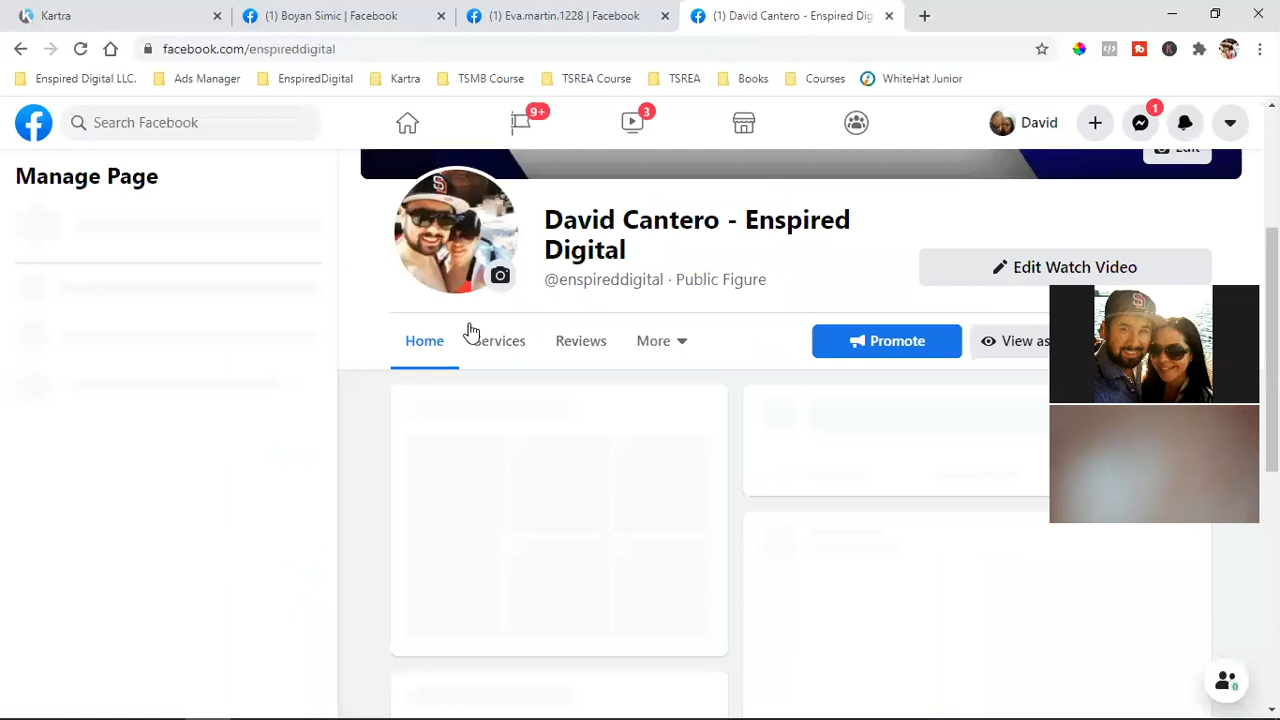 Kartra
(1) Boyan Simic | Facebook
(1) Eva.martin.1228 | Facebook
(1) David Cantero - Enspired Dig
facebook.com/enspireddigital
Enspired Digital LLC.
Ads Manager
EnspiredDigital
Kartra
TSMB Course
TSREA Course
TSREA
Books
Courses
WhiteHat Junior
Search Facebook
9+
3
David
1
Manage Page
Edit
David Cantero - Enspired
Digital
@enspireddigital · Public Figure
Edit Watch Video
Home
Services
Reviews
More
Promote
View as